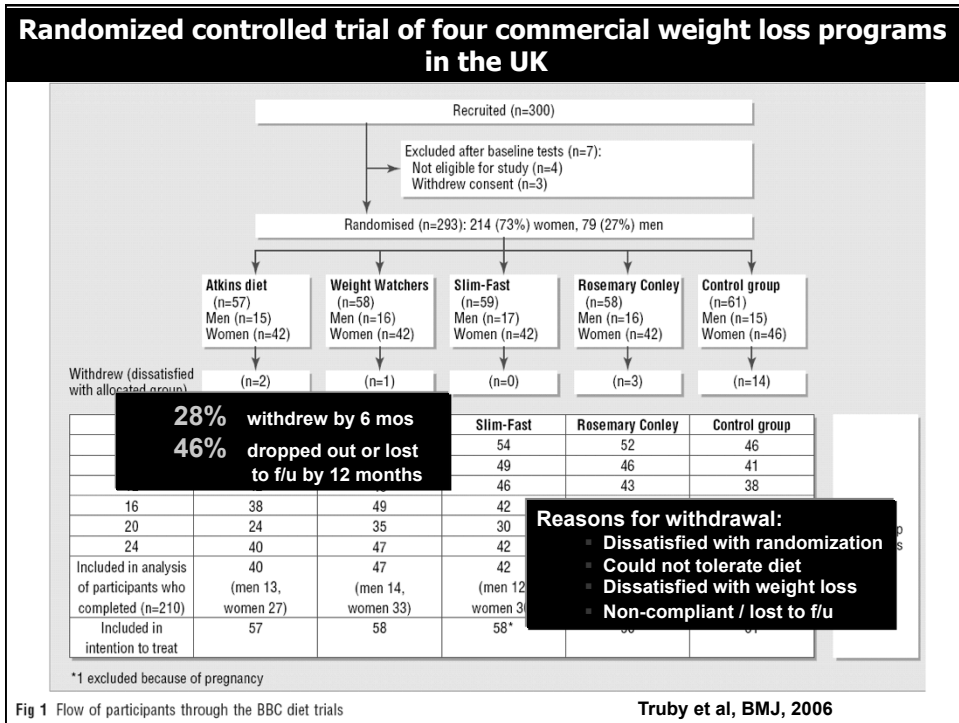 Randomized controlled trial of four commercial weight loss programs
in the UK
Recruited (n=300)
Excluded after baseline tests (n=7):
Not eligible for study (n=4)
Withdrew consent (n=3)
Randomised (n=293): 214 (73%) women, 79 (27%) men
Atkins diet
(n=57)
Men (n=15)
Women (n=42)
Weight Watchers
(n=58)
Men (n=16)
Women (n=42)
Slim-Fast
(n=59)
Men (n=17)
Women (n=42)
Rosemary Conley
(n=58)
Men (n=16)
Women (n=42)
Control group
(n=61)
Men (n=15)
Women (n=46)
Withdrew (dissatisfied
with allocated group)
(n=2) (n=1) (n=0) (n=3) (n=14)
28% withdrew by 6 mos
46% dropped out or lost
to f/u by 12 months
Slim-Fast Rosemary Conley Control group
54 52 46
49 46 41
46 43 38
16 38 49 42
20 24 35 30
24 40 47 42
Included in analysis 40 47 42
of participants who (men 13, (men 14, (men 12
completed (n=210) women 27) women 33) women
Included in 57 58 58*
intention to treat
Reasons for withdrawal:
▪ Dissatisfied with randomization
▪ Could not tolerate diet
▪ Dissatisfied with weight loss
▪ Non-compliant / lost to f/u
*1 excluded because of pregnancy
Fig 1 Flow of participants through the BBC diet trials
Truby et al, BMJ, 2006